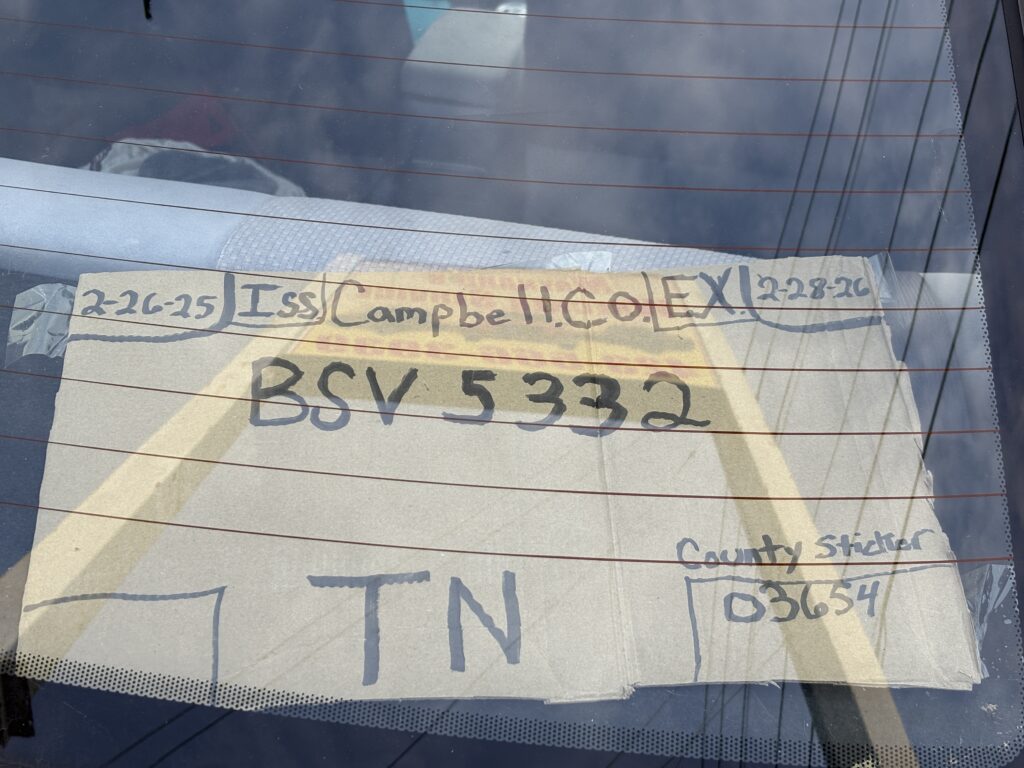 2-26-25 Iss Campbell.Co. EX. 2-28-26
BSV 5332
County Sticker
TN
03654